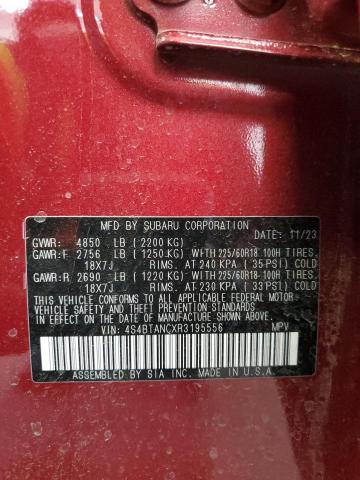 MFD BY SUBARU CORPORATION
DATE: 11/23
GVWR: 4850 LB (2200 KG)
GAWR:F 2756 LB (1250 KG) WITH 225/60R18 100H TIRES,
18X7J RIMS, AT 240 KPA (35PSI) COLD
GAWR:R 2690 LB (1220 KG) WITH 225/60R18 100H TIRES,
18X7J RIMS, AT 230 KPA (33PSI) COLD
THIS VEHICLE CONFORMS TO ALL APPLICABLE FEDERAL MOTOR
VEHICLE SAFETY AND THEFT PREVENTION STANDARDS IN EFFECT ON
THE DATE OF MANUFACTURE SHOWN ABOVE.
VIN: 4S4BTANCXR3195556 MPV
ASSEMBLED BY SIA INC. MADE IN U.S.A.